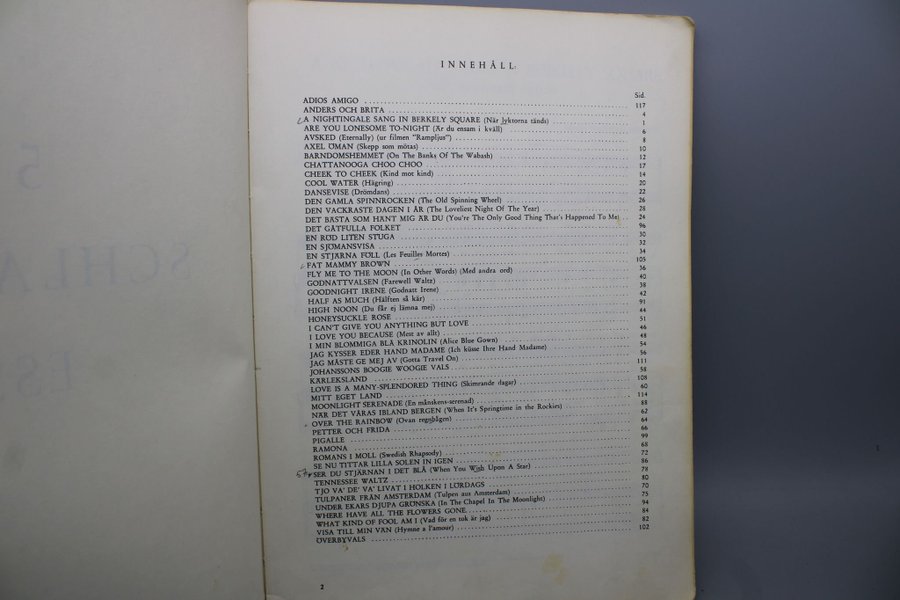 INNEHÅLL:
Sid.
ADIOS AMIGO 117
ANDERS OCH BRITA 4
A NIGHTINGALE SANG IN BERKELY SQUARE (När lyktorna tänds) 1
ARE YOU LONESOME TO-NIGHT (Är du ensam i kväll) 6
AVSKED (Eternally) (ur filmen "Rampljus") 8
AXEL ÖMAN (Skepp som mötas) 10
BARNDOMSHEMMET (On The Banks Of The Wabash) 12
CHATTANOOGA CHOO CHOO 17
CHEEK TO CHEEK (Kind mot kind) 14
COOL WATER (Hägring) 20
DANSEVISE (Drömdans) 22
DEN GAMLA SPINNROCKEN (The Old Spinning Wheel) 26
DEN VACKRASTE DAGEN I ÅR (The Loveliest Night Of The Year) 28
DET BÄSTA SOM HÄNT MIG ÄR DU (You're The Only Good Thing That's Happened To Me) 24
DET GÅTFULLA FOLKET 96
EN RÖD LITEN STUGA 30
EN SJÖMANSVISA 32
EN STJÄRNA FÖLL (Les Feuilles Mortes) 34
FAT MAMMY BROWN 105
FLY ME TO THE MOON (In Other Words) (Med andra ord) 36
GODNATTVALSEN (Farewell Waltz) 40
GOODNIGHT IRENE (Godnatt Irene) 38
HALF AS MUCH (Hälften så kär) 42
HIGH NOON (Du får ej lämna mej) 91
HONEYSUCKLE ROSE 44
I CAN'T GIVE YOU ANYTHING BUT LOVE 51
I LOVE YOU BECAUSE (Mest av allt) 46
I MIN BLOMMIGA BLÅ KRINOLIN (Alice Blue Gown) 48
JAG KYSSER EDER HAND MADAME (Ich küsse Ihre Hand Madame) 54
JAG MÅSTE GE MEJ AV (Gotta Travel On) 56
JOHANSSONS BOOGIE WOOGIE VALS 111
KÄRLEKSLAND 58
LOVE IS A MANY-SPLENDORED THING (Skimrande dagar) 108
MITT EGET LAND 60
MOONLIGHT SERENADE (En månskens-serenad) 114
NÄR DET VÅRAS IBLAND BERGEN (When It's Springtime in the Rockies) 88
OVER THE RAINBOW (Ovan regnbågen) 62
PETTER OCH FRIDA 64
PIGALLE 66
RAMONA 99
ROMANS I MOLL (Swedish Rhapsody) 68
SE NU TITTAR LILLA SOLEN IN IGEN 72
SER DU STJÄRNAN I DET BLÅ (When You Wish Upon A Star) 86
TENNESSEE WALTZ 78
TJO VA' DE' VA' LIVAT I HOLKEN I LÖRDAGS 80
TULPANER FRÅN AMSTERDAM (Tulpen aus Amsterdam) 70
UNDER EKARS DJUPA GRÖNSKA (In The Chapel In The Moonlight) 75
WHERE HAVE ALL THE FLOWERS GONE 94
WHAT KIND OF FOOL AM I (Vad för en tok är jag) 84
VISA TILL MIN VÄN (Hymne a l'amour) 82
ÖVERBYVALS 102
2